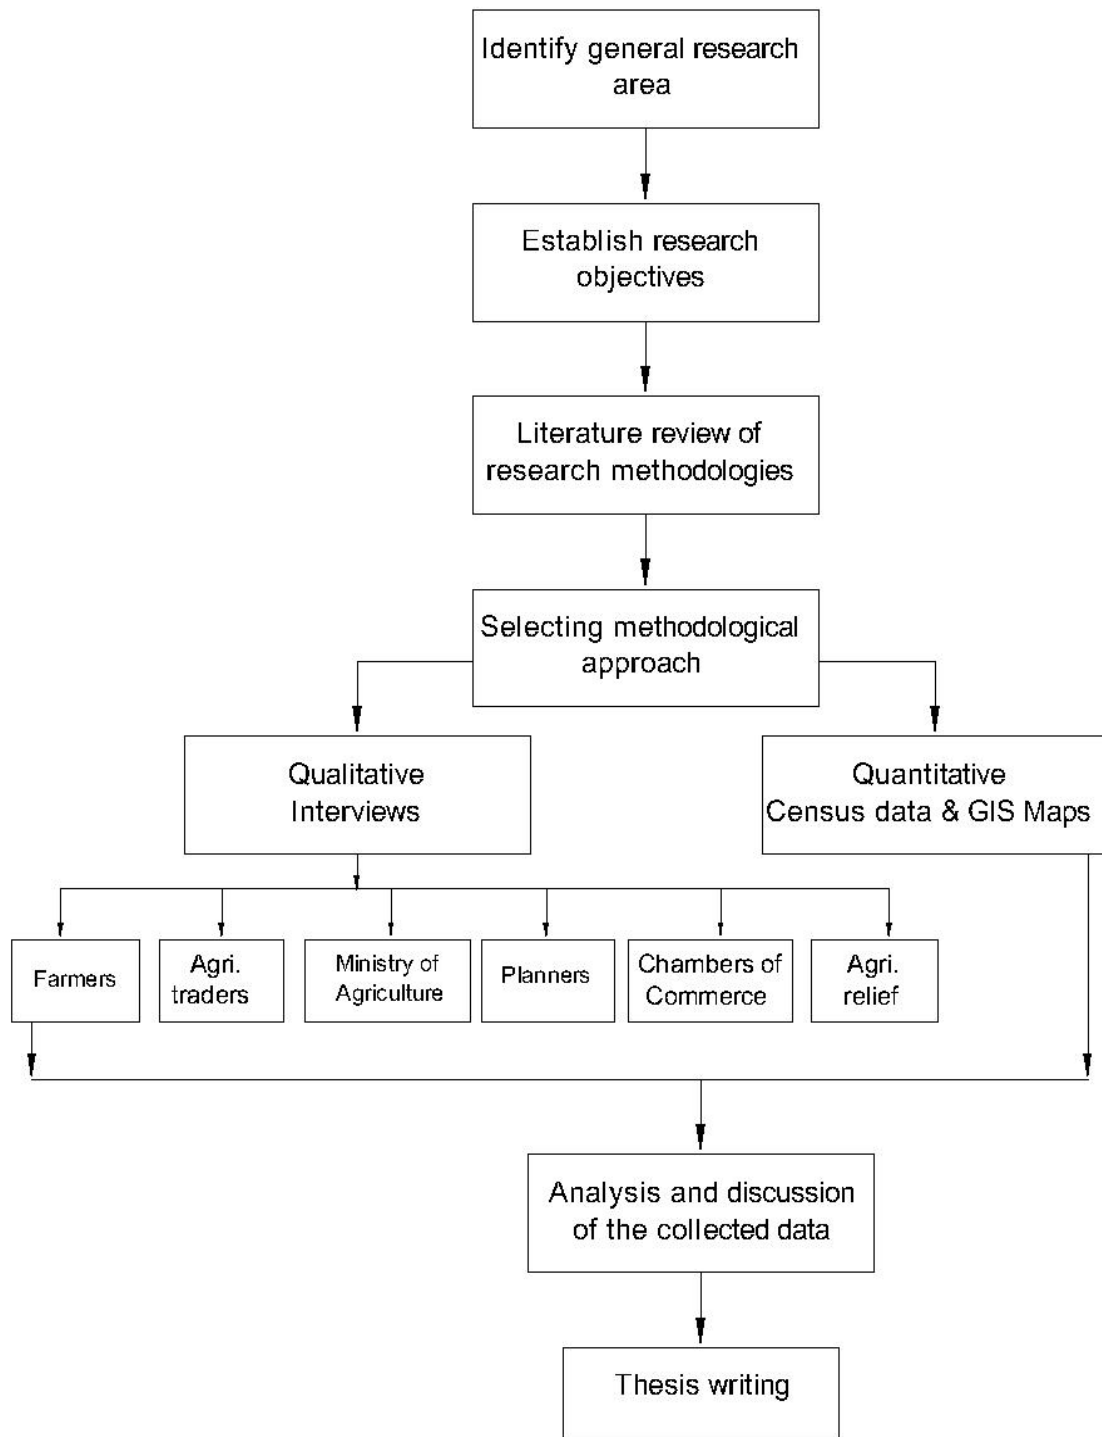 Identify general research
area
Establish research
objectives
Literature review of
research methodologies
Selecting methodological
approach
Qualitative
Interviews
Quantitative
Census data & GIS Maps
Farmers
Agri.
traders
Ministry of
Agriculture
Planners
Chambers of
Commerce
Agri.
relief
Analysis and discussion
of the collected data
Thesis writing